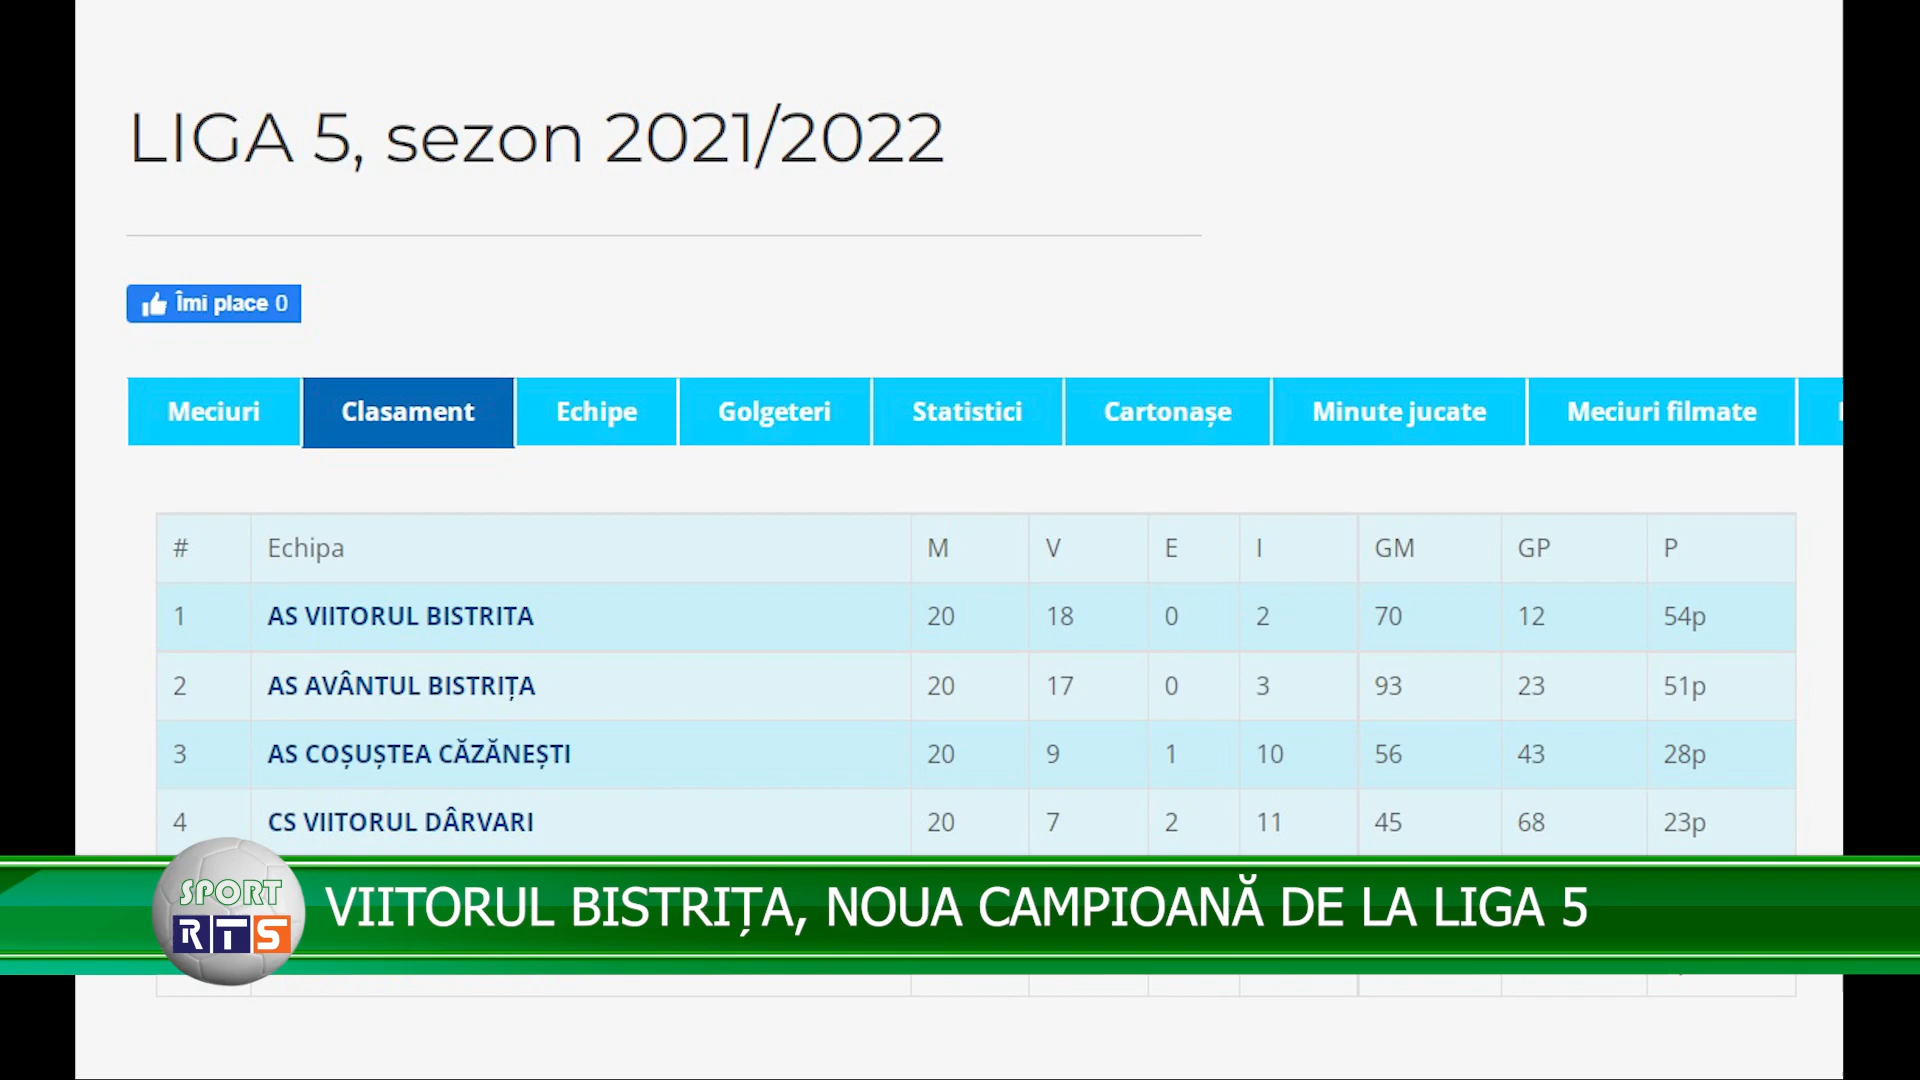 LIGA 5, sezon 2021/2022
Îmi place 0
Meciuri Clasament Echipe Golgeteri Statistici Cartonașe Minute jucate Meciuri filmate
# Echipa M V E I GM GP P
1 AS VIITORUL BISTRITA 20 18 0 2 70 12 54p
2 AS AVÂNTUL BISTRIȚA 20 17 0 3 93 23 51p
3 AS COȘUȘTEA CĂZĂNEȘTI 20 9 1 10 56 43 28p
4 CS VIITORUL DÂRVARI 20 7 2 11 45 68 23p
SPORT
RTS
VIITORUL BISTRIȚA, NOUA CAMPIOANĂ DE LA LIGA 5